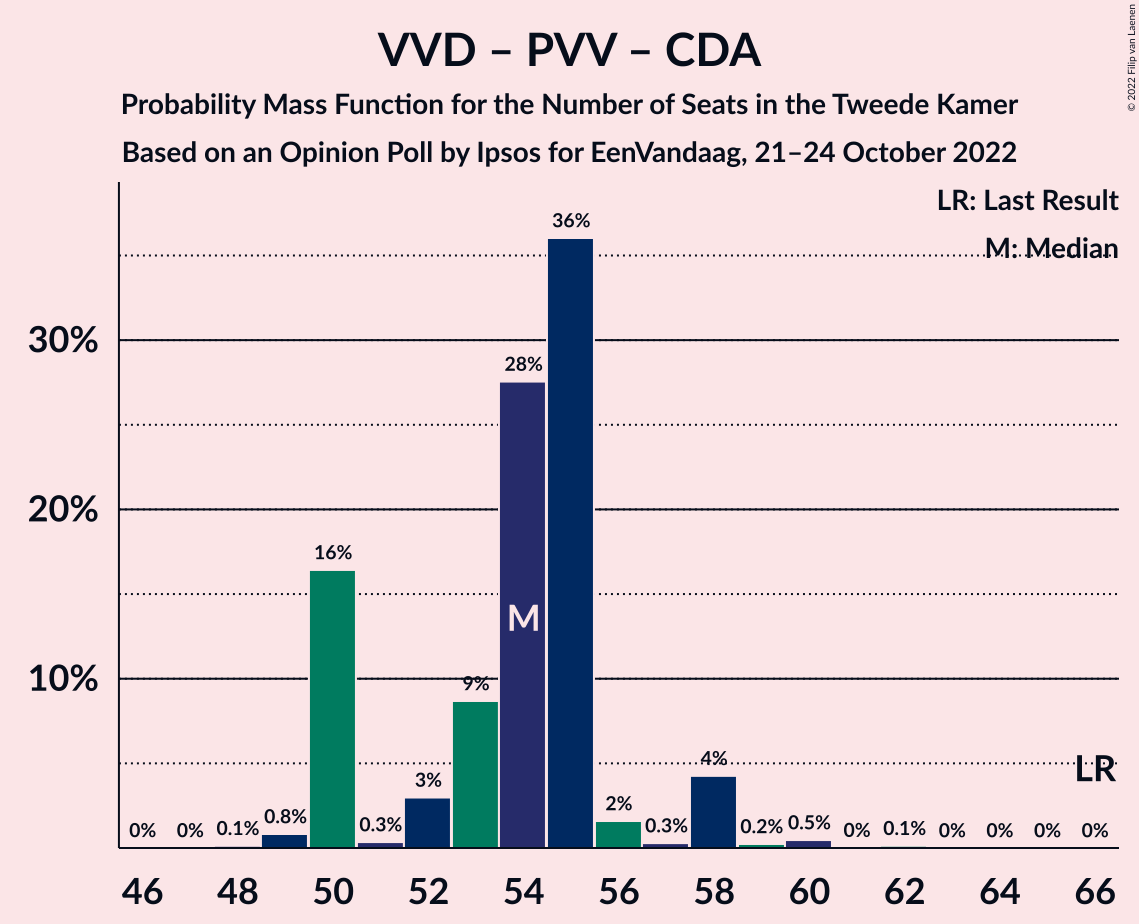 VVD – PVV – CDA
Probability Mass Function for the Number of Seats in the Tweede Kamer
Based on an Opinion Poll by Ipsos for EenVandaag, 21–24 October 2022
© 2022 Filip van Laenen
LR: Last Result
M: Median
30%
20%
10%
0% 0% 0.1% 0.8% 16% 0.3% 3% 9% 28% 36% 2% 0.3% 4% 0.2% 0.5% 0% 0.1% 0% 0% 0% 0%
M
LR
46 48 50 52 54 56 58 60 62 64 66